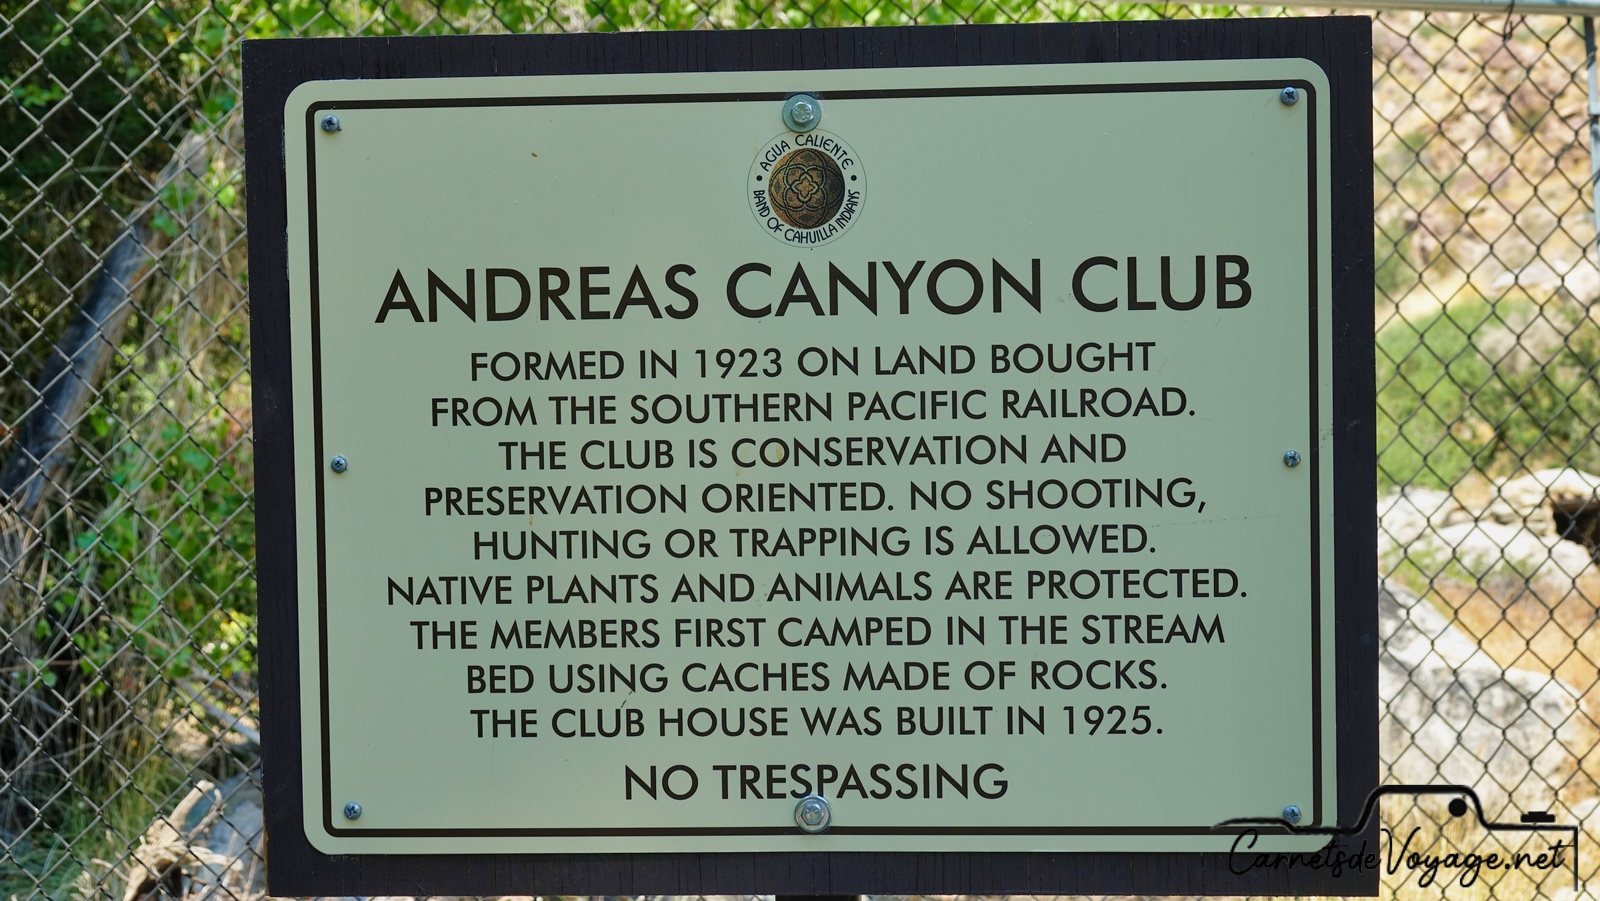 AGUA CALIENTE
BAND OF CAHUILLA INDIANS
ANDREAS CANYON CLUB
FORMED IN 1923 ON LAND BOUGHT
FROM THE SOUTHERN PACIFIC RAILROAD.
THE CLUB IS CONSERVATION AND
PRESERVATION ORIENTED. NO SHOOTING,
HUNTING OR TRAPPING IS ALLOWED.
NATIVE PLANTS AND ANIMALS ARE PROTECTED.
THE MEMBERS FIRST CAMPED IN THE STREAM
BED USING CACHES MADE OF ROCKS.
THE CLUB HOUSE WAS BUILT IN 1925.
NO TRESPASSING
CarnetsdeVoyage.net